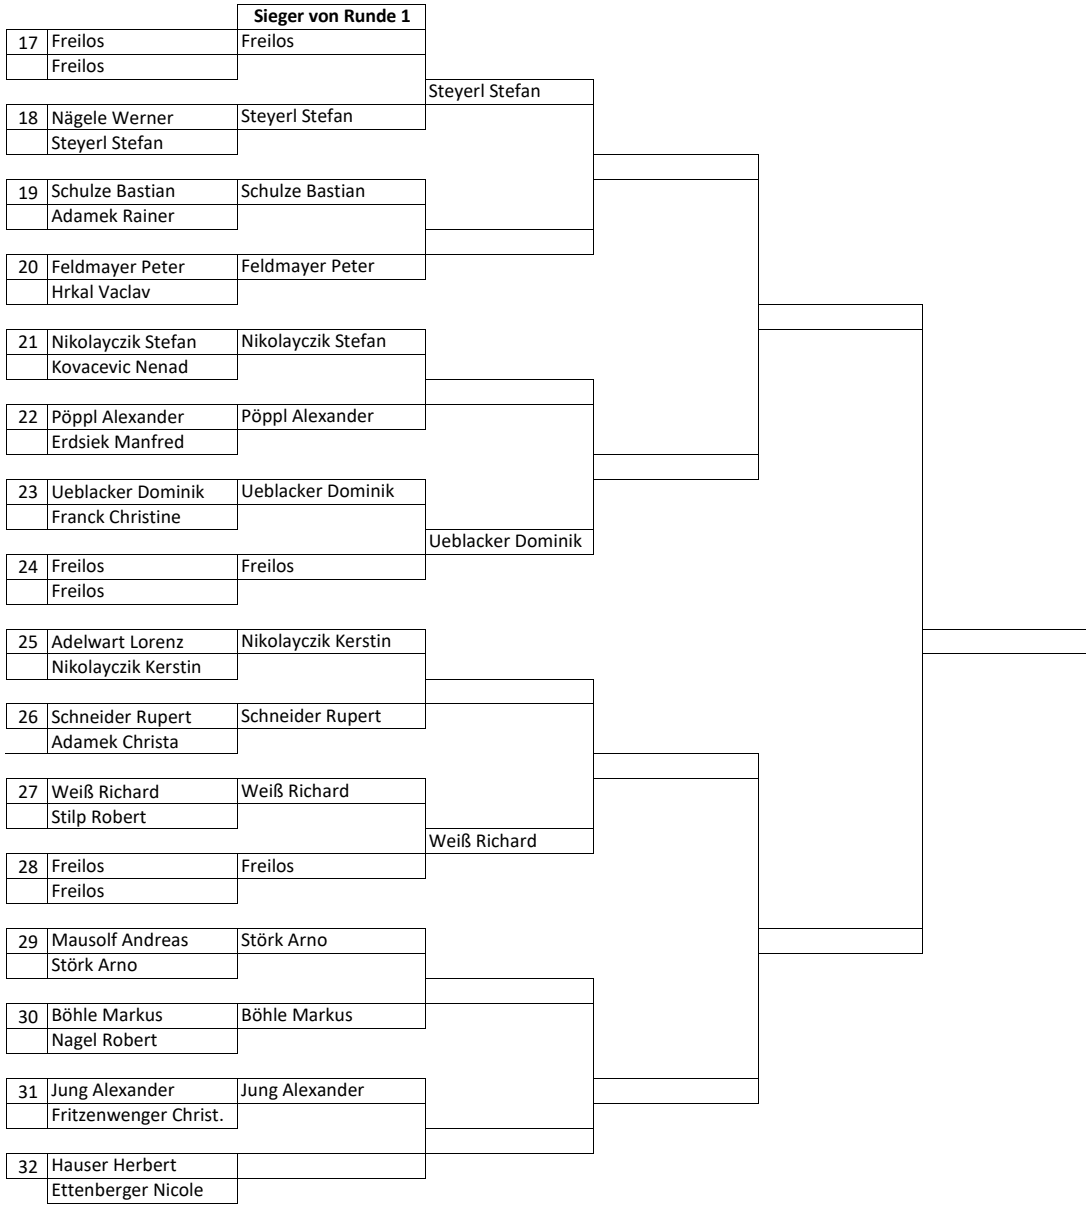 Sieger von Runde 1
17 Freilos Freilos
Freilos
Steyerl Stefan
18 Nägele Werner Steyerl Stefan
Steyerl Stefan
19 Schulze Bastian Schulze Bastian
Adamek Rainer
20 Feldmayer Peter Feldmayer Peter
Hrkal Vaclav
21 Nikolayczik Stefan Nikolayczik Stefan
Kovacevic Nenad
22 Pöppl Alexander Pöppl Alexander
Erdsiek Manfred
23 Ueblacker Dominik Ueblacker Dominik
Franck Christine
Ueblacker Dominik
24 Freilos Freilos
Freilos
25 Adelwart Lorenz Nikolayczik Kerstin
Nikolayczik Kerstin
26 Schneider Rupert Schneider Rupert
Adamek Christa
27 Weiß Richard Weiß Richard
Stilp Robert
Weiß Richard
28 Freilos Freilos
Freilos
29 Mausolf Andreas Störk Arno
Störk Arno
30 Böhle Markus Böhle Markus
Nagel Robert
31 Jung Alexander Jung Alexander
Fritzenwenger Christ.
32 Hauser Herbert
Ettenberger Nicole